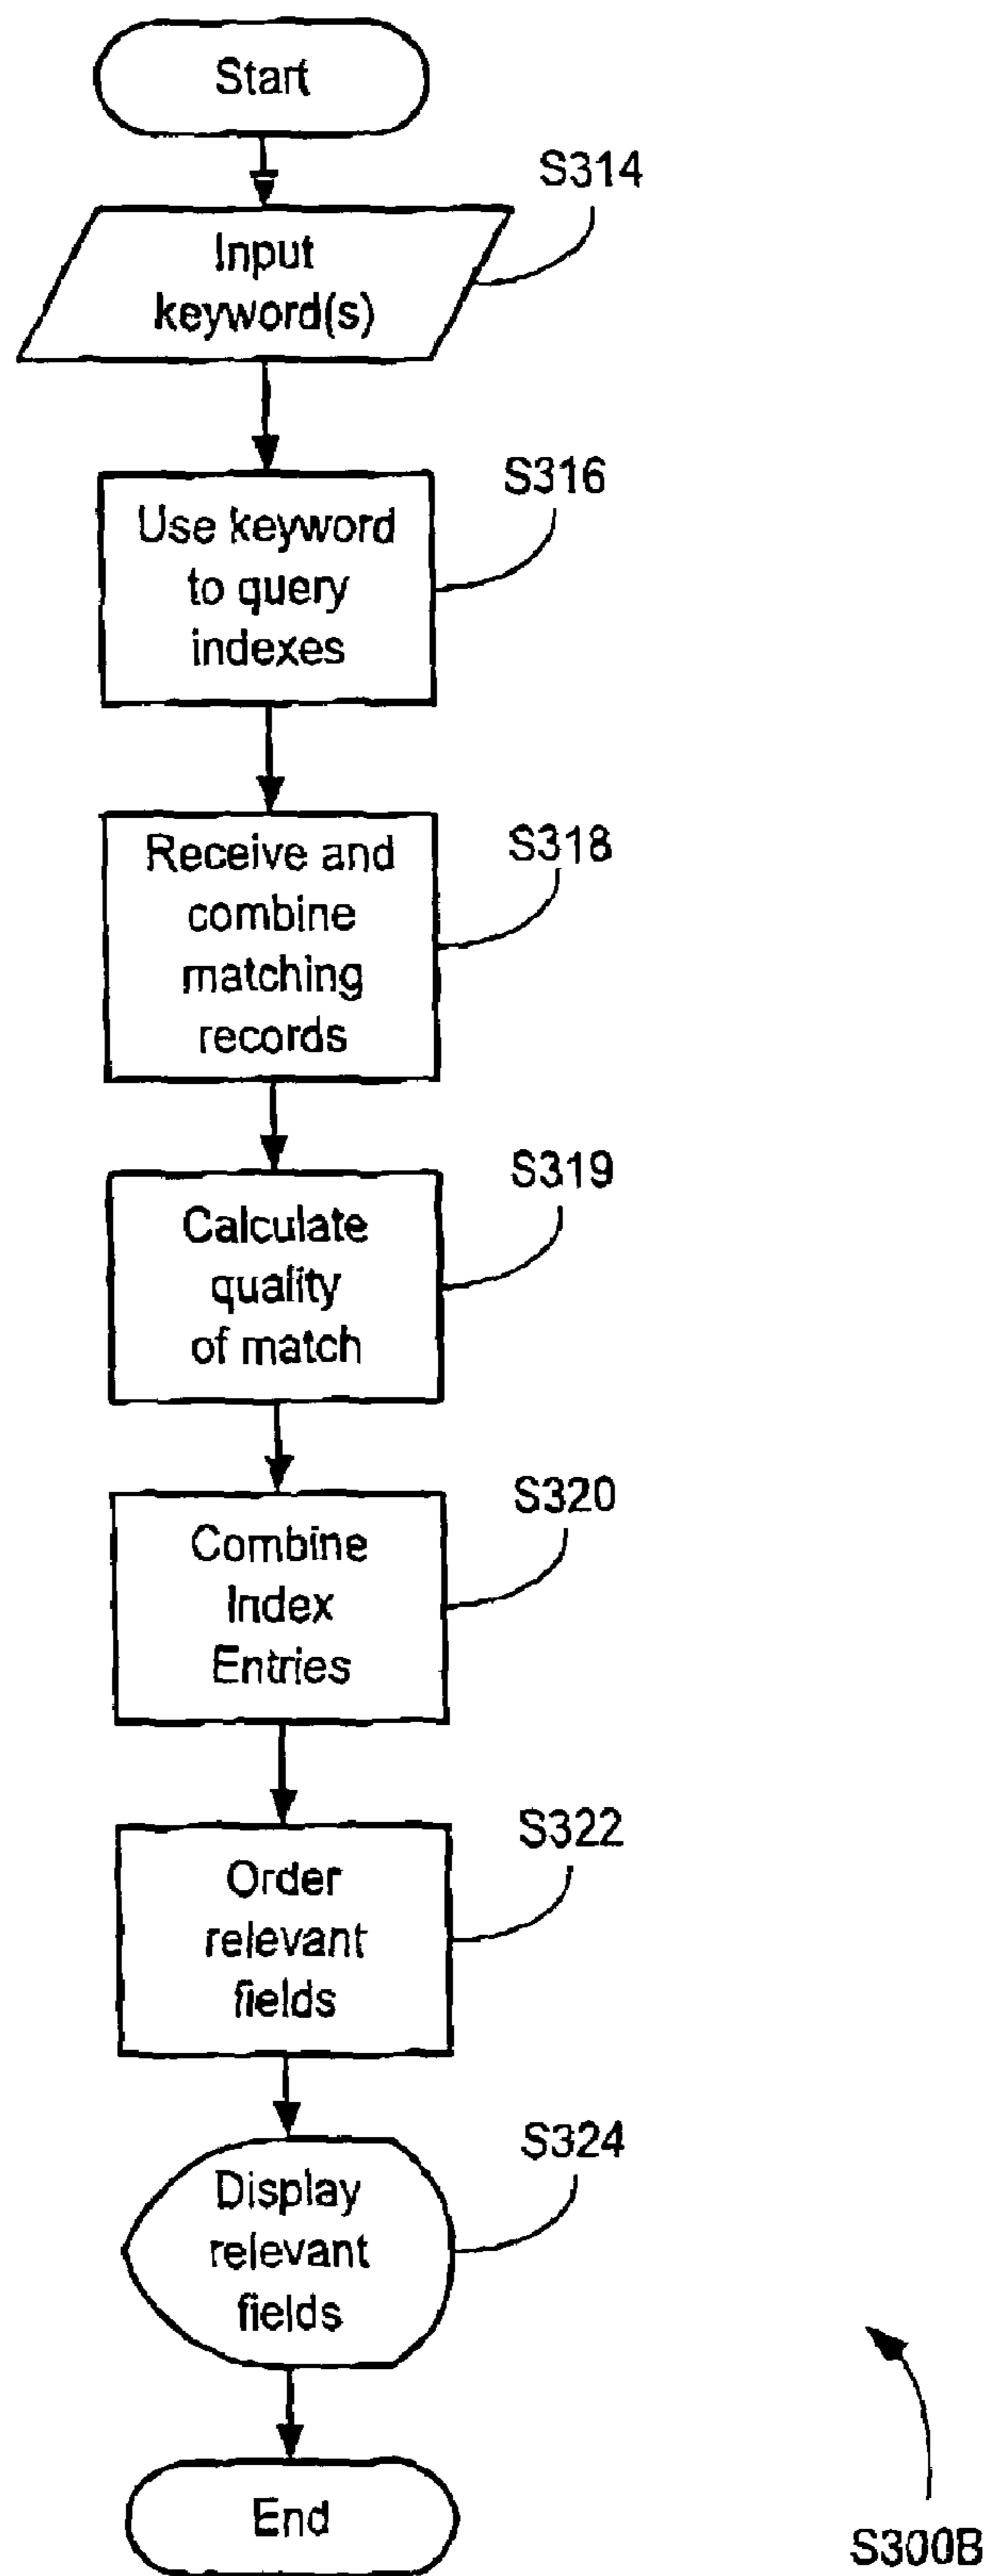 Start
S314
Input
keyword(s)
S316
Use keyword
to query
indexes
S318
Receive and
combine
matching
records
S319
Calculate
quality
of match
S320
Combine
Index
Entries
S322
Order
relevant
fields
S324
Display
relevant
fields
End
S300B